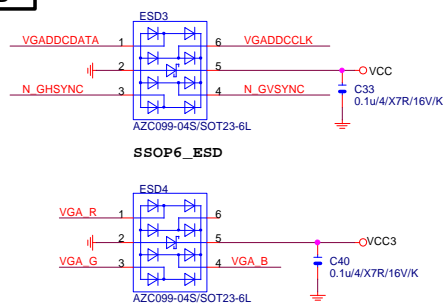 ESD3
VGADDCDATA 1 6 VGADDCCLK
2 5 VCC
N_GHSYNC 3 4 N_GVSYNC
C33
0.1u/4/X7R/16V/K
AZC099-04S/SOT23-6L
SSOP6_ESD
ESD4
VGA_R 1 6
2 5 VCC3
VGA_G 3 4 VGA_B
C40
0.1u/4/X7R/16V/K
AZC099-04S/SOT23-6L